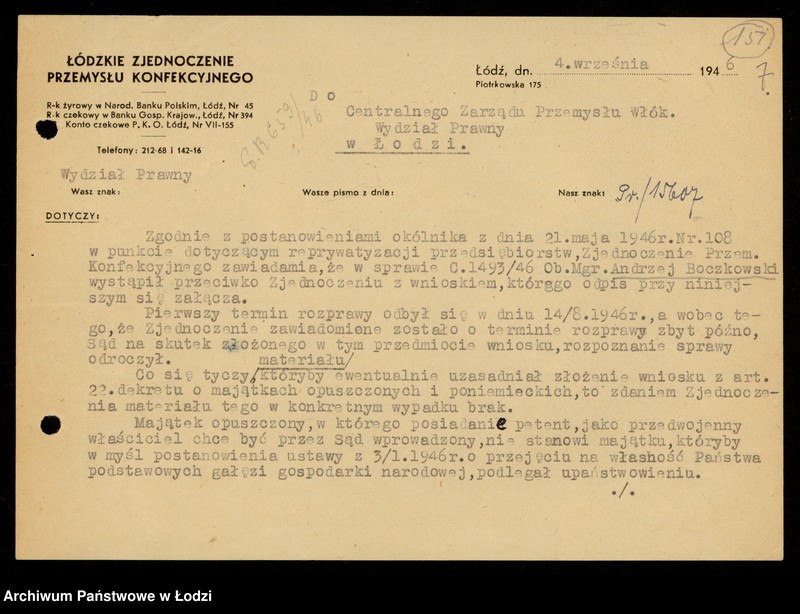 151
7
ŁÓDZKIE ZJEDNOCZENIE
PRZEMYSŁU KONFEKCYJNEGO
Łódź, dn. 4.września 1946
Piotrkowska 175
R-k żyrowy w Narod. Banku Polskim, Łódź, Nr 45
R-k czekowy w Banku Gosp. Krajow., Łódź, Nr 394
Konto czekowe P. K. O. Łódź, Nr VII-155
Telefony: 212-68 i 142-16
Do
Centralnego Zarządu Przemysłu Włók.
Wydział Prawny
w Łodzi.
659/46
Wydział Prawny
Wasz znak: Wasze pismo z dnia: Nasz znak: Pr./15607
DOTYCZY:
Zgodnie z postanowieniami okólnika z dnia 21.maja 1946r.Nr.108
w punkcie dotyczącym reprywatyzacji przedsiębiorstw,Zjednoczenie Przem.
Konfekcyjnego zawiadamia,że w sprawie C.1493/46 Ob.Mgr.Andrzej Boczkowski
wystąpił przeciwko Zjednoczeniu z wnioskiem,którego odpis przy niniej-
szym się załącza.
Pierwszy termin rozprawy odbył się w dniu 14/8.1946r.,a wobec te-
go,że Zjednoczenie zawiadomione zostało o terminie rozprawy zbyt późno,
Sąd na skutek złożonego w tym przedmiocie wniosku,rozpoznanie sprawy
odroczył. materiału/
Co się tyczy/któryby ewentualnie uzasadniał złożenie wniosku z art.
22.dekretu o majątkach opuszczonych i poniemieckich,to zdaniem Zjednocze-
nia materiału tego w konkretnym wypadku brak.
Majątek opuszczony,w którego posiadanie petent,jako przedwojenny
właściciel chce być przez Sąd wprowadzony,nie stanowi majątku,któryby
w myśl postanowienia ustawy z 3/1.1946r.o przejęciu na własność Państwa
podstawowych gałęzi gospodarki narodowej,podlegał upaństwowieniu.
./.
Archiwum Państwowe w Łodzi